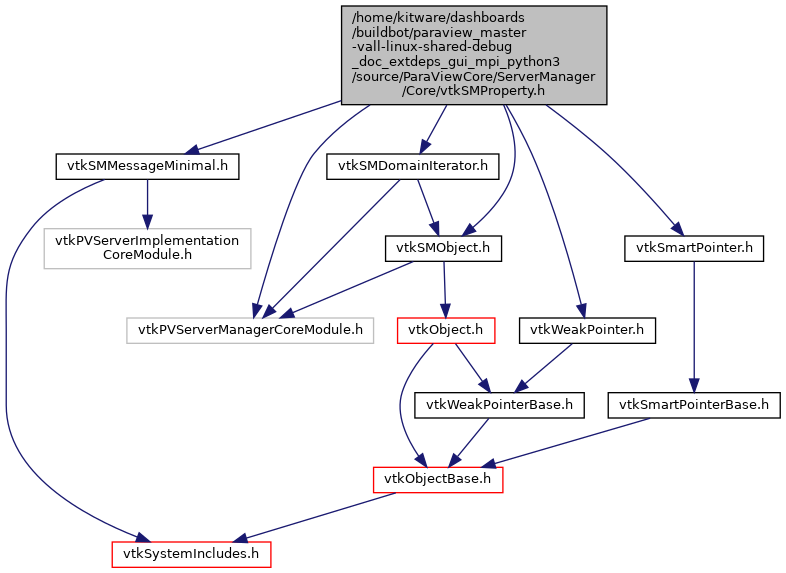 /home/kitware/dashboards
/buildbot/paraview_master
-vall-linux-shared-debug
_doc_extdeps_gui_mpi_python3
/source/ParaViewCore/ServerManager
/Core/vtkSMProperty.h
vtkSMMessageMinimal.h
vtkSMDomainIterator.h
vtkPVServerImplementation
CoreModule.h
vtkSMObject.h
vtkSmartPointer.h
vtkPVServerManagerCoreModule.h
vtkObject.h
vtkWeakPointer.h
vtkWeakPointerBase.h
vtkSmartPointerBase.h
vtkObjectBase.h
vtkSystemIncludes.h